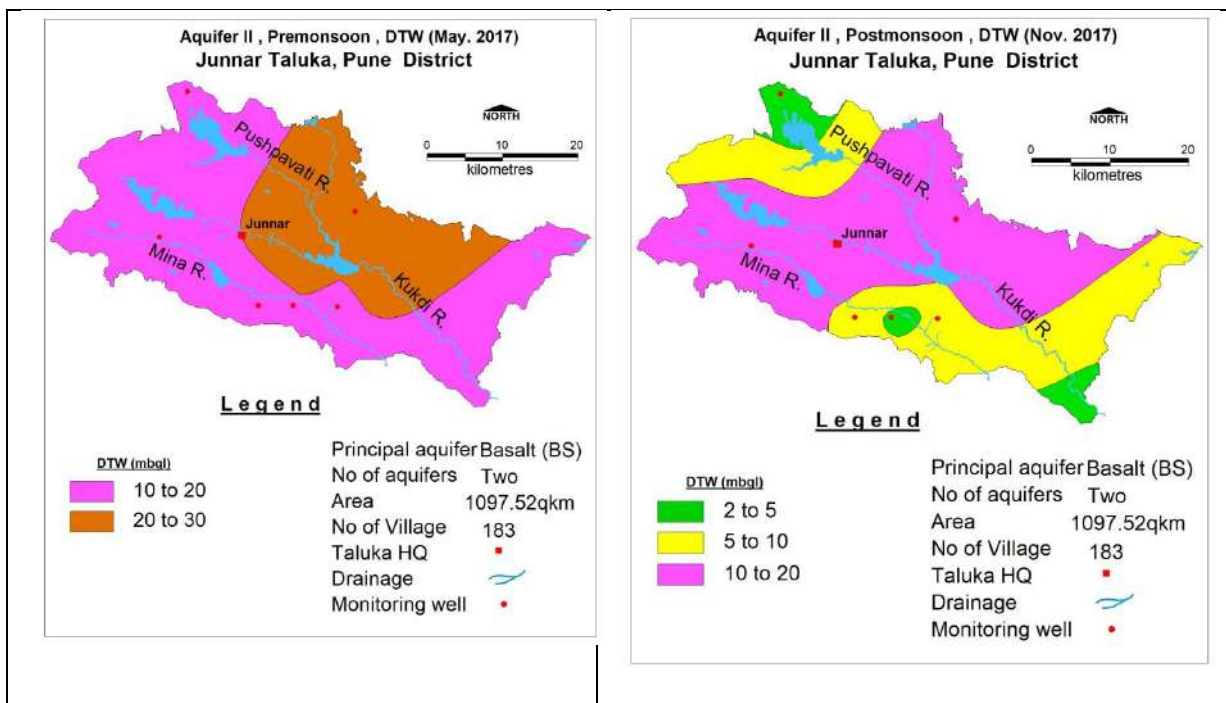 Aquifer II , Premonsoon , DTW (May. 2017)
Junnar Taluka, Pune District
NORTH
0 10 20
kilometres
Pushpavati R.
Junnar
Mina R.
Kukdi R.
Legend
DTW (mbgl)
10 to 20
20 to 30
Principal aquifer Basalt (BS)
No of aquifers Two
Area 1097.52qkm
No of Village 183
Taluka HQ
Drainage
Monitoring well
Aquifer II , Postmonsoon , DTW (Nov. 2017)
Junnar Taluka, Pune District
NORTH
0 10 20
kilometres
Pushpavati R.
Junnar
Mina R.
Kukdi R.
Legend
DTW (mbgl)
2 to 5
5 to 10
10 to 20
Principal aquifer Basalt (BS)
No of aquifers Two
Area 1097.52qkm
No of Village 183
Taluka HQ
Drainage
Monitoring well